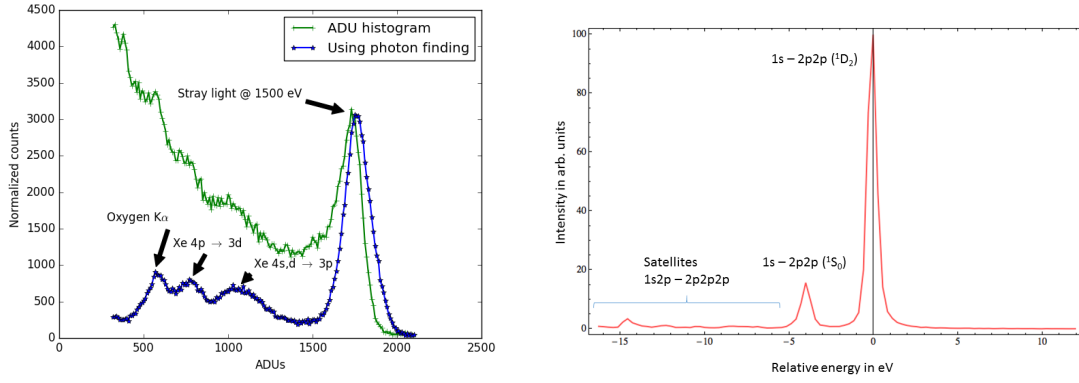 4500
4000
3500
3000
2500
2000
1500
1000
500
0
Normalized counts
ADU histogram
Using photon finding
Stray light @ 1500 eV
Oxygen Kα
Xe 4p → 3d
Xe 4s,d → 3p
0 500 1000 1500 2000 2500
ADUs
100
80
60
40
20
0
Intensity in arb. units
1s – 2p2p (¹D₂)
1s – 2p2p (¹S₀)
Satellites
1s2p – 2p2p2p
−15 −10 −5 0 5 10
Relative energy in eV